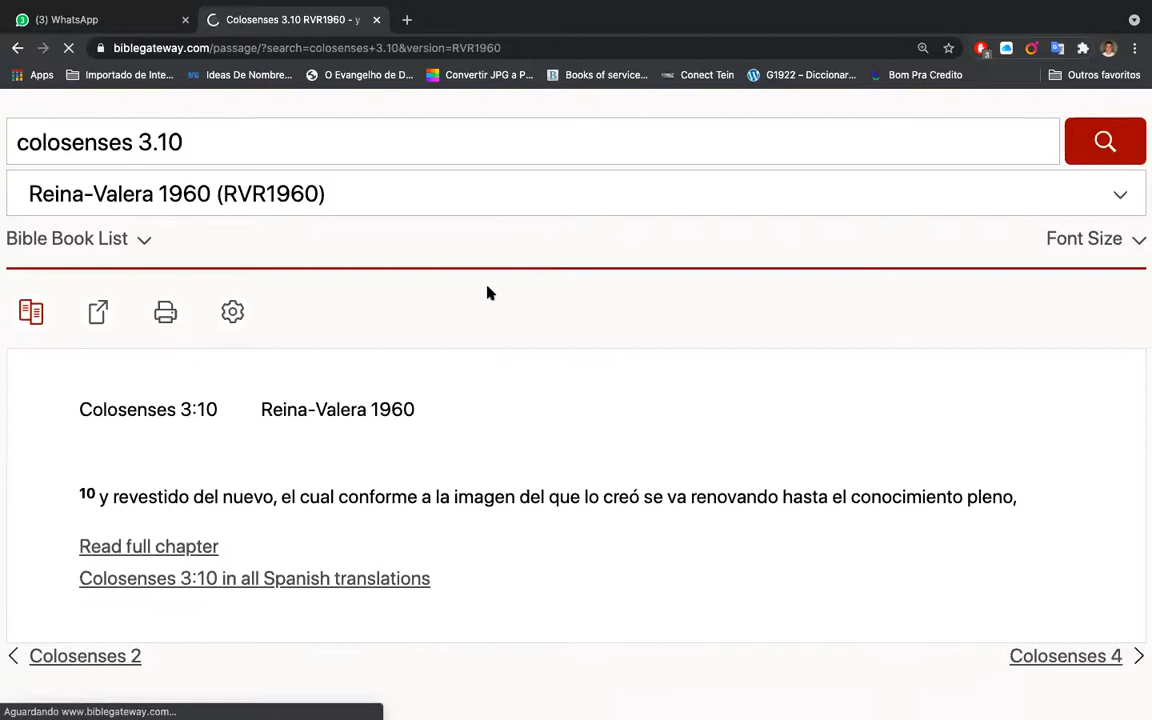 (3) WhatsApp
Colosenses 3.10 RVR1960 - y
biblegateway.com/passage/?search=colosenses+3.10&version=RVR1960
Apps Importado de Inte... Ideas De Nombre... O Evangelho de D... Convertir JPG a P... Books of service... Conect Tein G1922 – Diccionar... Bom Pra Credito Outros favoritos
colosenses 3.10
Reina-Valera 1960 (RVR1960)
Bible Book List Font Size
Colosenses 3:10 Reina-Valera 1960
10 y revestido del nuevo, el cual conforme a la imagen del que lo creó se va renovando hasta el conocimiento pleno,
Read full chapter
Colosenses 3:10 in all Spanish translations
Colosenses 2 Colosenses 4
Aguardando www.biblegateway.com...